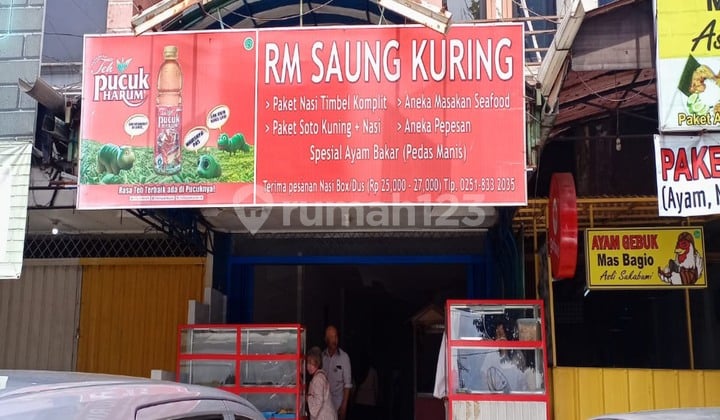 Teh
pucuk
HARUM
Rasa Teh Terbaik ada di Pucuknya!
RM SAUNG KURING
> Paket Nasi Timbel Komplit
> Aneka Masakan Seafood
> Paket Soto Kuning + Nasi
> Aneka Pepesan
Spesial Ayam Bakar (Pedas Manis)
Terima pesanan Nasi Box/Dus (Rp 25,000 - 27,000) Tlp. 0251-833 2035
rumah123
AYAM GEBUK
Mas Bagio
Asli Sukabumi
Paket A
PAKE
(Ayam, N